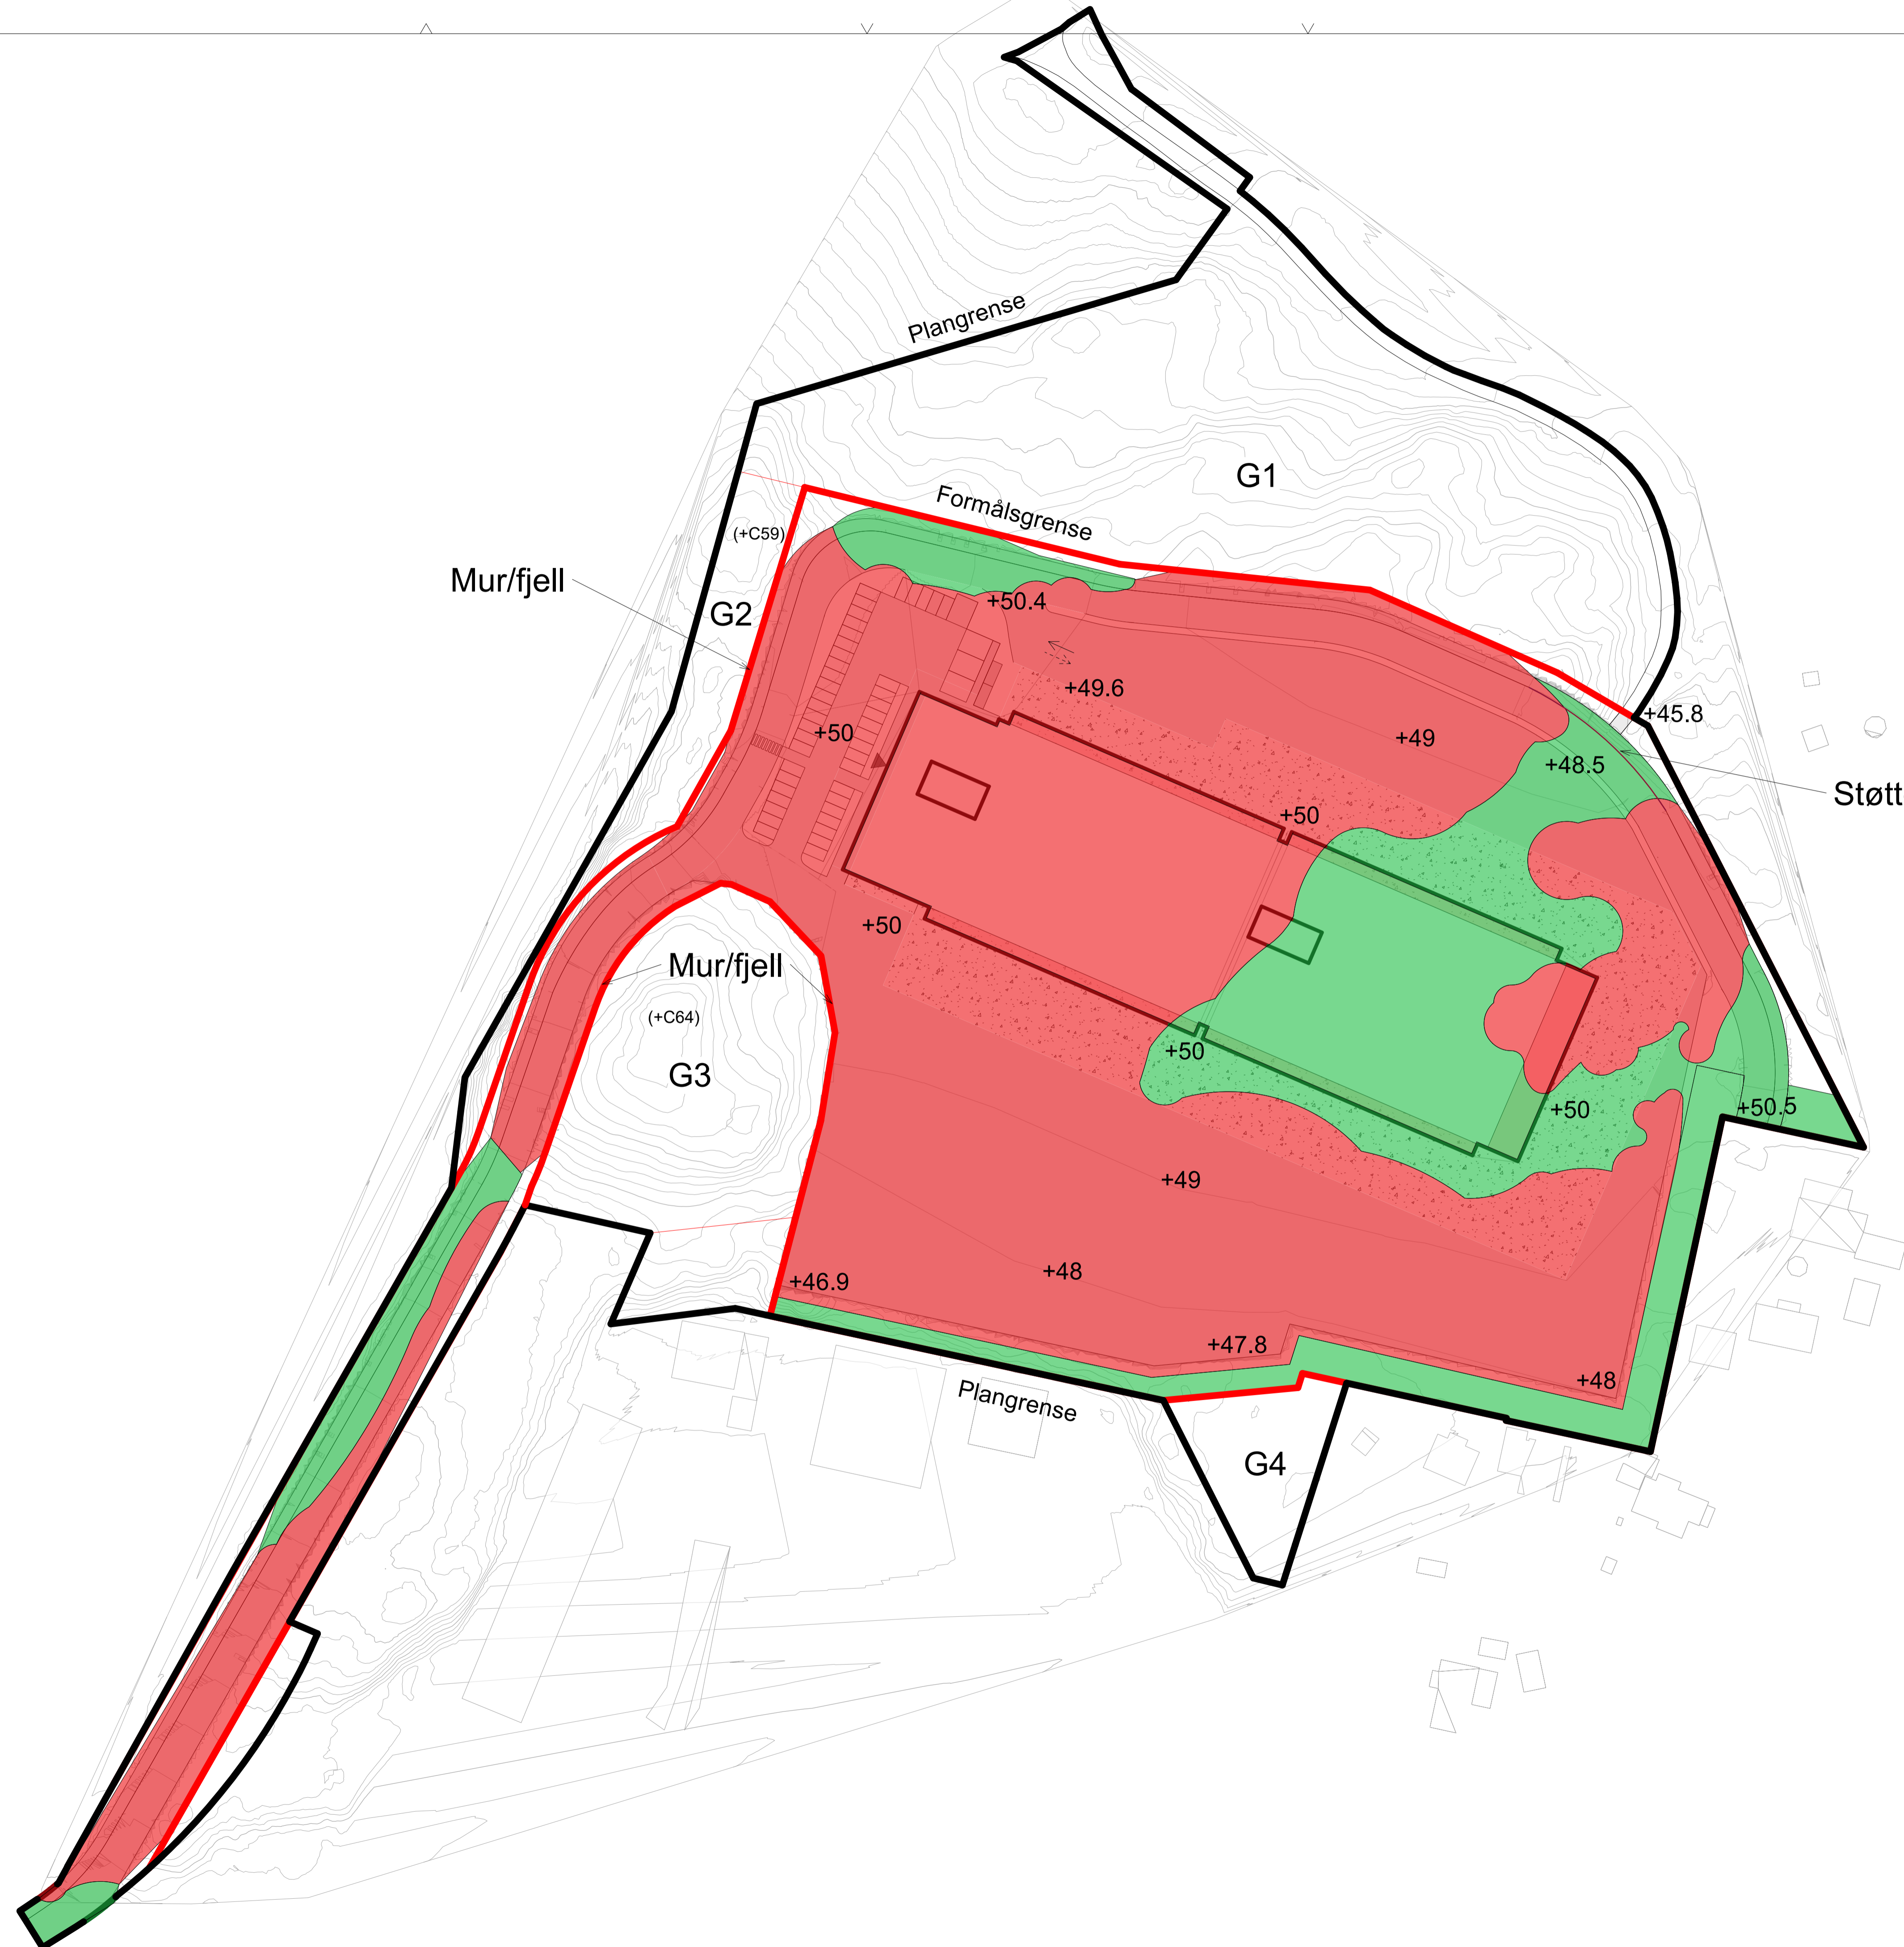 Plangrense
G1
Formålsgrense
(+C59)
Mur/fjell
G2
+50.4
+49.6
+45.8
+50
+49
+48.5
Støtt
+50
+50
Mur/fjell
(+C64)
+50
G3
+50
+50.5
+49
+48
+46.9
+47.8
+48
Plangrense
G4